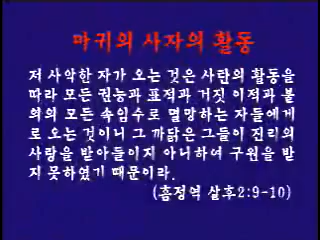 마귀의 사자의 활동
저 사악한 자가 오는 것은 사탄의 활동을
따라 모든 권능과 표적과 거짓 이적과 불
의의 모든 속임수로 멸망하는 자들에게
로 오는 것이니 그 까닭은 그들이 진리의
사랑을 받아들이지 아니하여 구원을 받
지 못하였기 때문이라.
(흠정역 살후2:9-10)